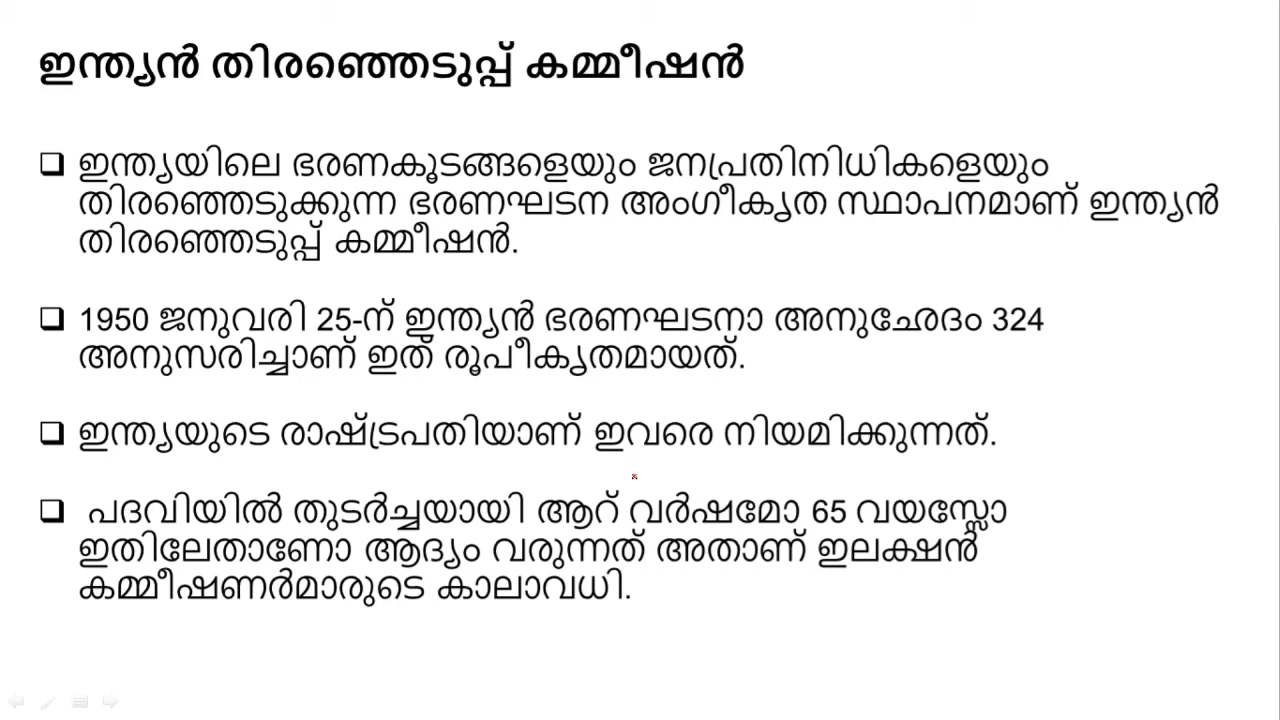 ഇന്ത്യൻ തിരഞ്ഞെടുപ്പ് കമ്മീഷൻ
❑ ഇന്ത്യയിലെ ഭരണകൂടങ്ങളെയും ജനപ്രതിനിധികളെയും
തിരഞ്ഞെടുക്കുന്ന ഭരണഘടന അംഗീകൃത സ്ഥാപനമാണ് ഇന്ത്യൻ
തിരഞ്ഞെടുപ്പ് കമ്മീഷൻ.
❑ 1950 ജനുവരി 25-ന് ഇന്ത്യൻ ഭരണഘടനാ അനുഛേദം 324
അനുസരിച്ചാണ് ഇത് രൂപീകൃതമായത്.
❑ ഇന്ത്യയുടെ രാഷ്ട്രപതിയാണ് ഇവരെ നിയമിക്കുന്നത്.
❑ പദവിയിൽ തുടർച്ചയായി ആറ് വർഷമോ 65 വയസ്സോ
ഇതിലേതാണോ ആദ്യം വരുന്നത് അതാണ് ഇലക്ഷൻ
കമ്മീഷണർമാരുടെ കാലാവധി.